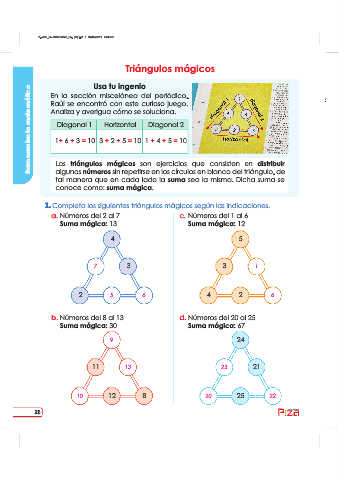 Triángulos mágicos
Usa tu ingenio
En la sección miscelánea del periódico,
Raúl se encontró con este curioso juego.
Analiza y averigua cómo se soluciona.
Diagonal 1 Horizontal Diagonal 2
1+ 6 + 3 = 10 3 + 2 + 5 = 10 1 + 4 + 5 = 10
Horizontal
Los triángulos mágicos son ejercicios que consisten en distribuir
algunos números sin repetirse en los círculos en blanco del triángulo, de
tal manera que en cada lado la suma sea la misma. Dicha suma se
conoce como: suma mágica.
1. Completa los siguientes triángulos mágicos según las indicaciones.
a. Números del 2 al 7
Suma mágica: 13
4
7 3
2 5 6
c. Números del 1 al 6
Suma mágica: 12
5
3 1
4 2 6
b. Números del 8 al 13
Suma mágica: 30
9
11 13
10 12 8
d. Números del 20 al 25
Suma mágica: 67
24
23 21
20 25 22
28